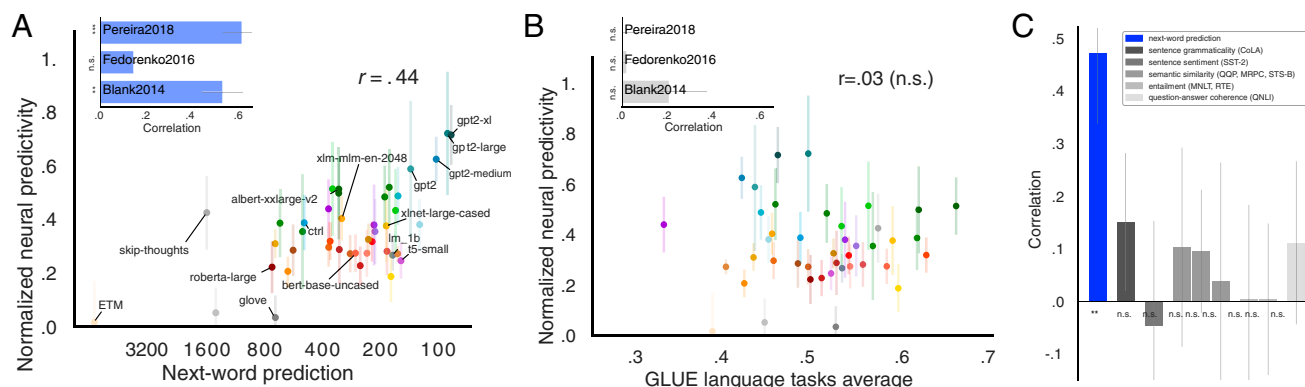 A
Pereira2018
Fedorenko2016
Blank2014
**
n.s.
**
0 .2 .4 .6
Correlation
r = .44
1.
.8
.6
.4
.2
.0
Normalized neural predictivity
gpt2-xl
gpt2-large
gpt2-medium
gpt2
xlm-mlm-en-2048
albert-xxlarge-v2
xlnet-large-cased
ctrl
skip-thoughts
lm_1b
t5-small
roberta-large
bert-base-uncased
ETM
glove
3200 1600 800 400 200 100
Next-word prediction
B
Pereira2018
Fedorenko2016
Blank2014
n.s.
n.s.
n.s.
0 .2 .4 .6
Correlation
r=.03 (n.s.)
1.
.8
.6
.4
.2
.0
Normalized neural predictivity
.3 .4 .5 .6 .7
GLUE language tasks average
C
next-word prediction
sentence grammaticality (CoLA)
sentence sentiment (SST-2)
semantic similarity (QQP, MRPC, STS-B)
entailment (MNLT, RTE)
question-answer coherence (QNLI)
.5
.4
.3
.2
.1
.0
-.1
Correlation
** n.s. n.s. n.s. n.s. n.s. n.s. n.s. n.s.